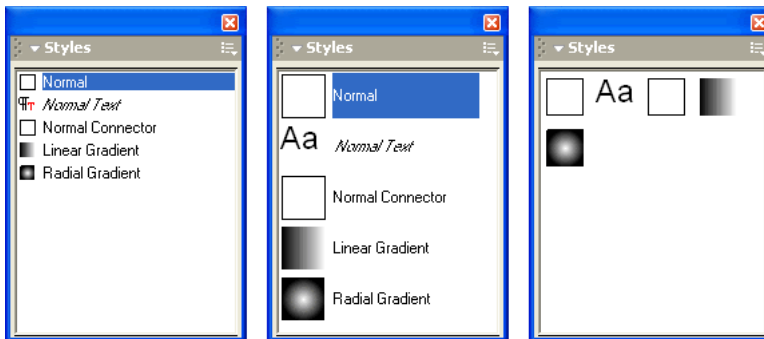 Styles
Normal
Normal Text
Normal Connector
Linear Gradient
Radial Gradient
Styles
Normal
Aa Normal Text
Normal Connector
Linear Gradient
Radial Gradient
Styles
Aa